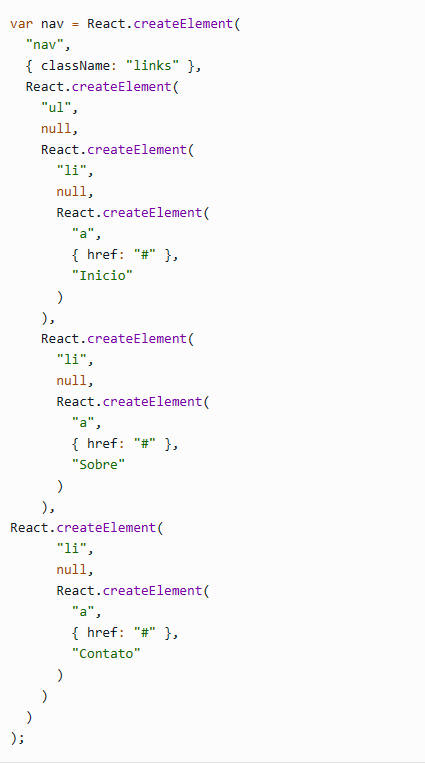 var nav = React.createElement(
  "nav",
  { className: "links" },
  React.createElement(
    "ul",
    null,
    React.createElement(
      "li",
      null,
      React.createElement(
        "a",
        { href: "#" },
        "Inicio"
      )
    ),
    React.createElement(
      "li",
      null,
      React.createElement(
        "a",
        { href: "#" },
        "Sobre"
      )
    ),
React.createElement(
      "li",
      null,
      React.createElement(
        "a",
        { href: "#" },
        "Contato"
      )
    )
  )
);